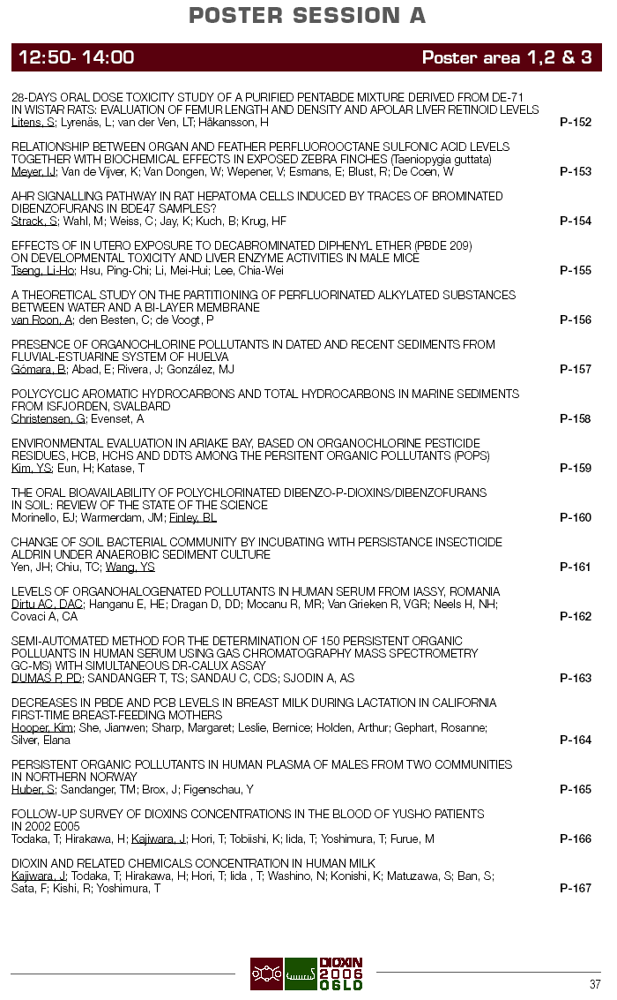 POSTER SESSION A
12:50- 14:00 Poster area 1,2 & 3
28-DAYS ORAL DOSE TOXICITY STUDY OF A PURIFIED PENTABDE MIXTURE DERIVED FROM DE-71
IN WISTAR RATS: EVALUATION OF FEMUR LENGTH AND DENSITY AND APOLAR LIVER RETINOID LEVELS
Litens, S; Lyrenäs, L; van der Ven, LT; Håkansson, H P-152
RELATIONSHIP BETWEEN ORGAN AND FEATHER PERFLUOROOCTANE SULFONIC ACID LEVELS
TOGETHER WITH BIOCHEMICAL EFFECTS IN EXPOSED ZEBRA FINCHES (Taeniopygia guttata)
Meyer, IJ; Van de Vijver, K; Van Dongen, W; Wepener, V; Esmans, E; Blust, R; De Coen, W P-153
AHR SIGNALLING PATHWAY IN RAT HEPATOMA CELLS INDUCED BY TRACES OF BROMINATED
DIBENZOFURANS IN BDE47 SAMPLES?
Strack, S; Wahl, M; Weiss, C; Jay, K; Kuch, B; Krug, HF P-154
EFFECTS OF IN UTERO EXPOSURE TO DECABROMINATED DIPHENYL ETHER (PBDE 209)
ON DEVELOPMENTAL TOXICITY AND LIVER ENZYME ACTIVITIES IN MALE MICE
Tseng, Li-Ho; Hsu, Ping-Chi; Li, Mei-Hui; Lee, Chia-Wei P-155
A THEORETICAL STUDY ON THE PARTITIONING OF PERFLUORINATED ALKYLATED SUBSTANCES
BETWEEN WATER AND A BI-LAYER MEMBRANE
van Roon, A; den Besten, C; de Voogt, P P-156
PRESENCE OF ORGANOCHLORINE POLLUTANTS IN DATED AND RECENT SEDIMENTS FROM
FLUVIAL-ESTUARINE SYSTEM OF HUELVA
Gómara, B; Abad, E; Rivera, J; González, MJ P-157
POLYCYCLIC AROMATIC HYDROCARBONS AND TOTAL HYDROCARBONS IN MARINE SEDIMENTS
FROM ISFJORDEN, SVALBARD
Christensen, G; Evenset, A P-158
ENVIRONMENTAL EVALUATION IN ARIAKE BAY, BASED ON ORGANOCHLORINE PESTICIDE
RESIDUES, HCB, HCHS AND DDTS AMONG THE PERSITENT ORGANIC POLLUTANTS (POPS)
Kim, YS; Eun, H; Katase, T P-159
THE ORAL BIOAVAILABILITY OF POLYCHLORINATED DIBENZO-P-DIOXINS/DIBENZOFURANS
IN SOIL: REVIEW OF THE STATE OF THE SCIENCE
Morinello, EJ; Warmerdam, JM; Finley, BL P-160
CHANGE OF SOIL BACTERIAL COMMUNITY BY INCUBATING WITH PERSISTANCE INSECTICIDE
ALDRIN UNDER ANAEROBIC SEDIMENT CULTURE
Yen, JH; Chiu, TC; Wang, YS P-161
LEVELS OF ORGANOHALOGENATED POLLUTANTS IN HUMAN SERUM FROM IASSY, ROMANIA
Dirtu AC, DAC; Hanganu E, HE; Dragan D, DD; Mocanu R, MR; Van Grieken R, VGR; Neels H, NH;
Covaci A, CA P-162
SEMI-AUTOMATED METHOD FOR THE DETERMINATION OF 150 PERSISTENT ORGANIC
POLLUANTS IN HUMAN SERUM USING GAS CHROMATOGRAPHY MASS SPECTROMETRY
GC-MS) WITH SIMULTANEOUS DR-CALUX ASSAY
DUMAS P, PD; SANDANGER T, TS; SANDAU C, CDS; SJODIN A, AS P-163
DECREASES IN PBDE AND PCB LEVELS IN BREAST MILK DURING LACTATION IN CALIFORNIA
FIRST-TIME BREAST-FEEDING MOTHERS
Hooper, Kim; She, Jianwen; Sharp, Margaret; Leslie, Bernice; Holden, Arthur; Gephart, Rosanne;
Silver, Elana P-164
PERSISTENT ORGANIC POLLUTANTS IN HUMAN PLASMA OF MALES FROM TWO COMMUNITIES
IN NORTHERN NORWAY
Huber, S; Sandanger, TM; Brox, J; Figenschau, Y P-165
FOLLOW-UP SURVEY OF DIOXINS CONCENTRATIONS IN THE BLOOD OF YUSHO PATIENTS
IN 2002 E005
Todaka, T; Hirakawa, H; Kajiwara, J; Hori, T; Tobiishi, K; Iida, T; Yoshimura, T; Furue, M P-166
DIOXIN AND RELATED CHEMICALS CONCENTRATION IN HUMAN MILK
Kajiwara, J; Todaka, T; Hirakawa, H; Hori, T; Iida , T; Washino, N; Konishi, K; Matuzawa, S; Ban, S;
Sata, F; Kishi, R; Yoshimura, T P-167
DIOXIN
2006
OSLO
37